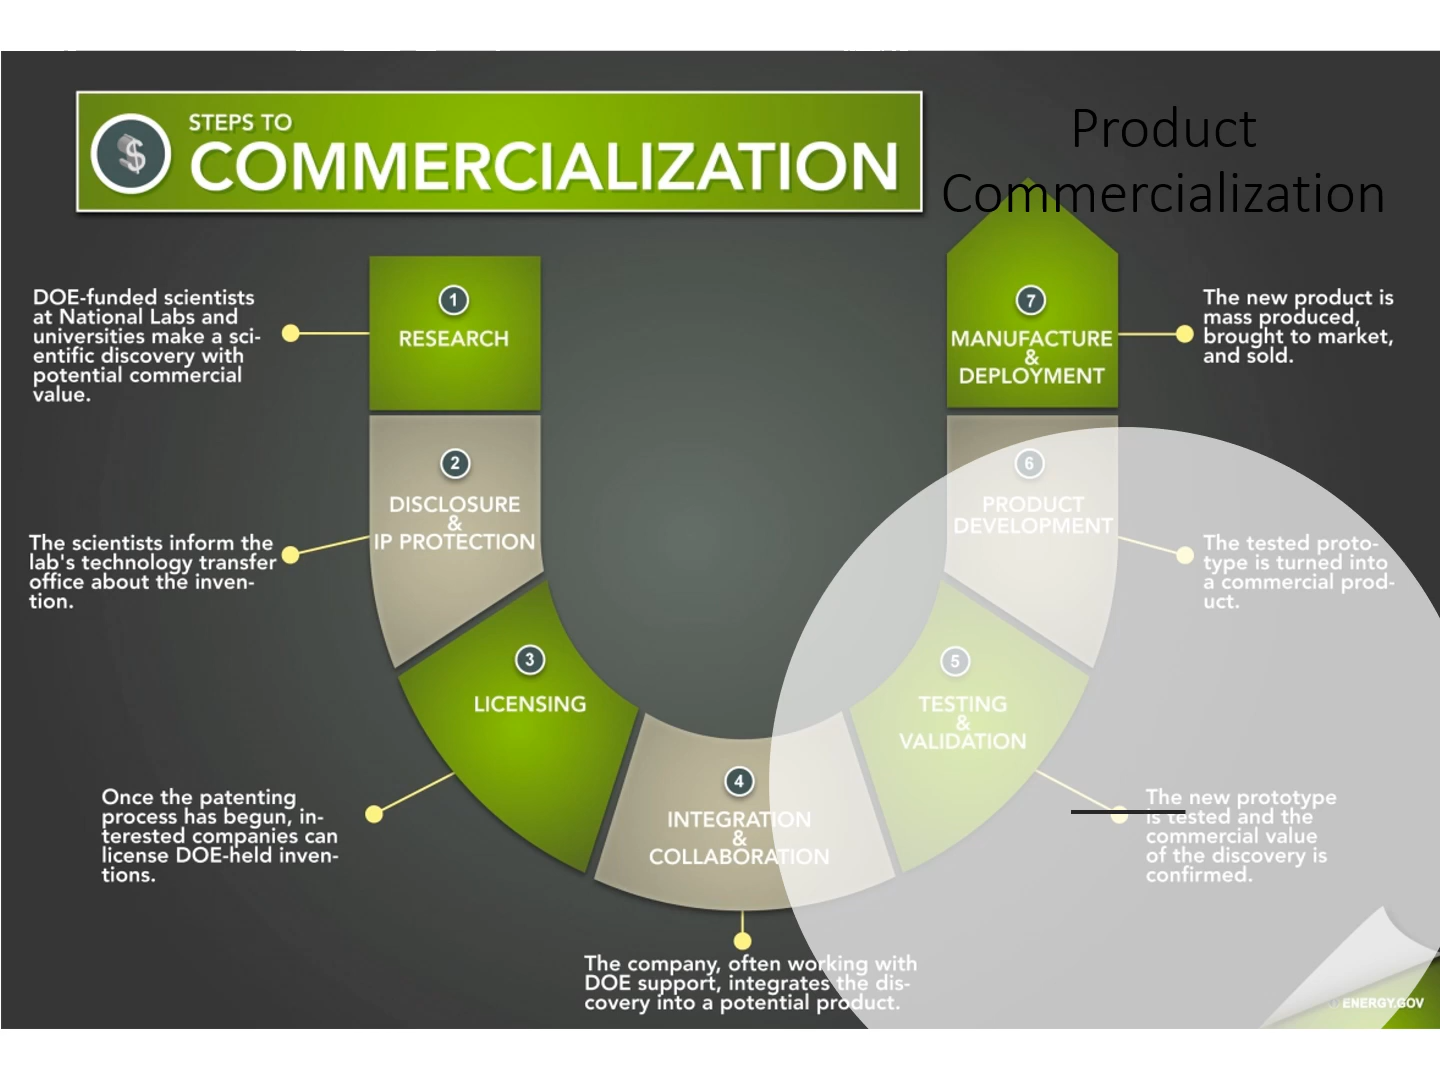 STEPS TO
COMMERCIALIZATION
Product
Commercialization
1
RESEARCH
DOE-funded scientists
at National Labs and
universities make a sci-
entific discovery with
potential commercial
value.
2
DISCLOSURE
&
IP PROTECTION
The scientists inform the
lab's technology transfer
office about the inven-
tion.
3
LICENSING
Once the patenting
process has begun, in-
terested companies can
license DOE-held inven-
tions.
4
INTEGRATION
&
COLLABORATION
The company, often working with
DOE support, integrates the dis-
covery into a potential product.
5
TESTING
&
VALIDATION
The new prototype
is tested and the
commercial value
of the discovery is
confirmed.
6
PRODUCT
DEVELOPMENT
The tested proto-
type is turned into
a commercial prod-
uct.
7
MANUFACTURE
&
DEPLOYMENT
The new product is
mass produced,
brought to market,
and sold.
ENERGY.GOV